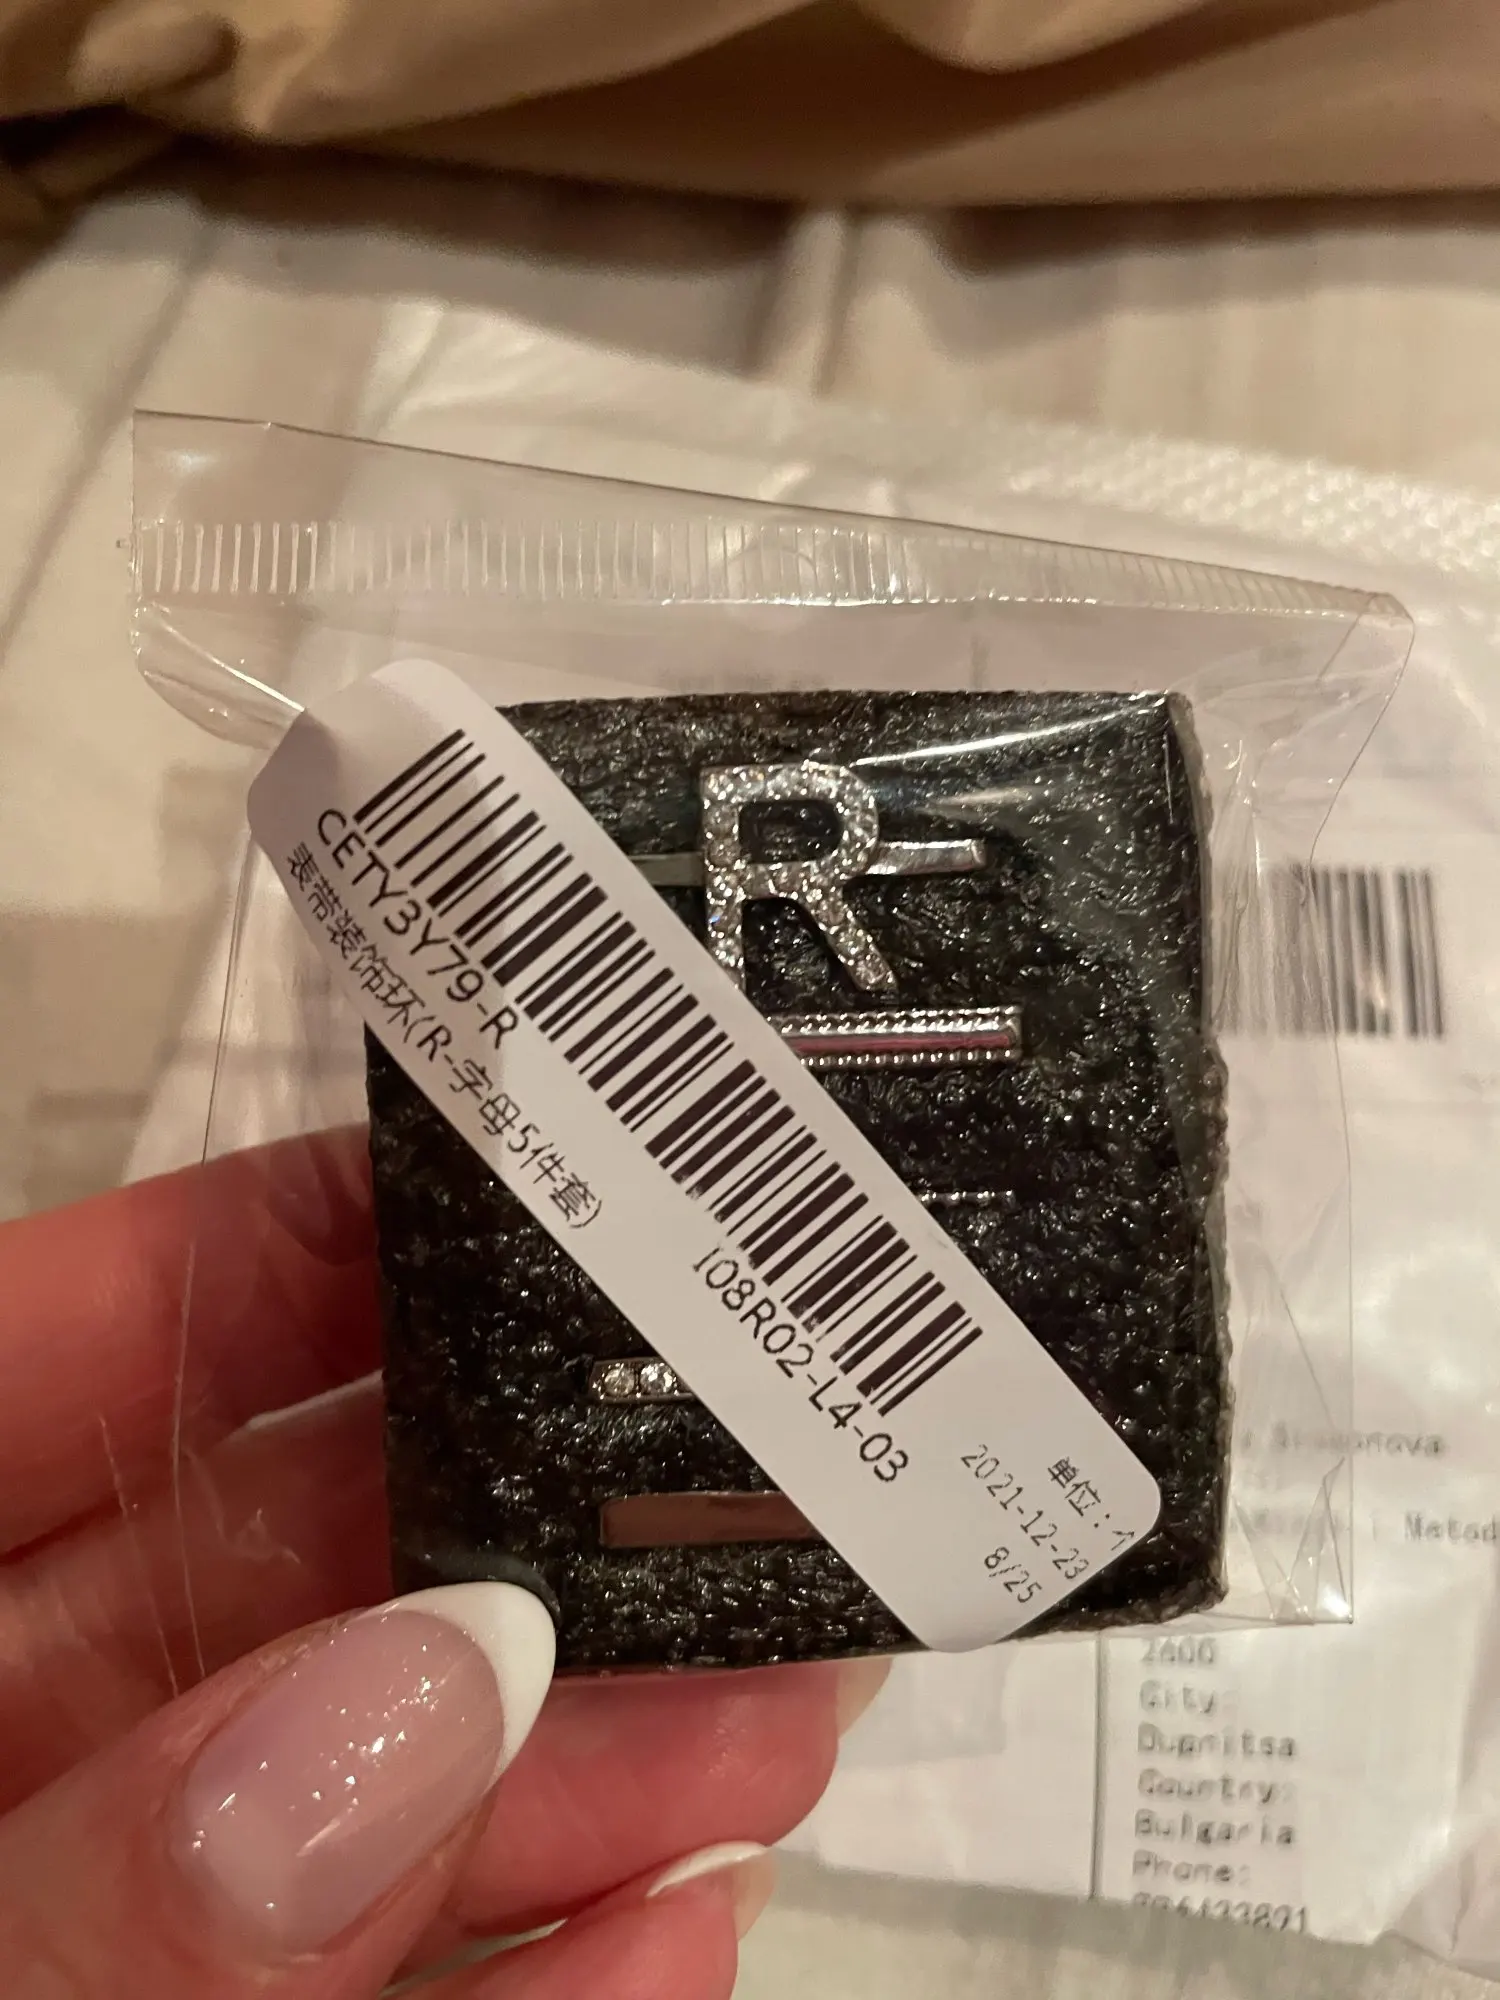 R
CETY3Y79-R
表带装饰环(R-字母5件套)
I08R02-L4-03
单位:个
2021-12-23
8/25
2600
City:
Dupnitsa
Country:
Bulgaria
Phone: